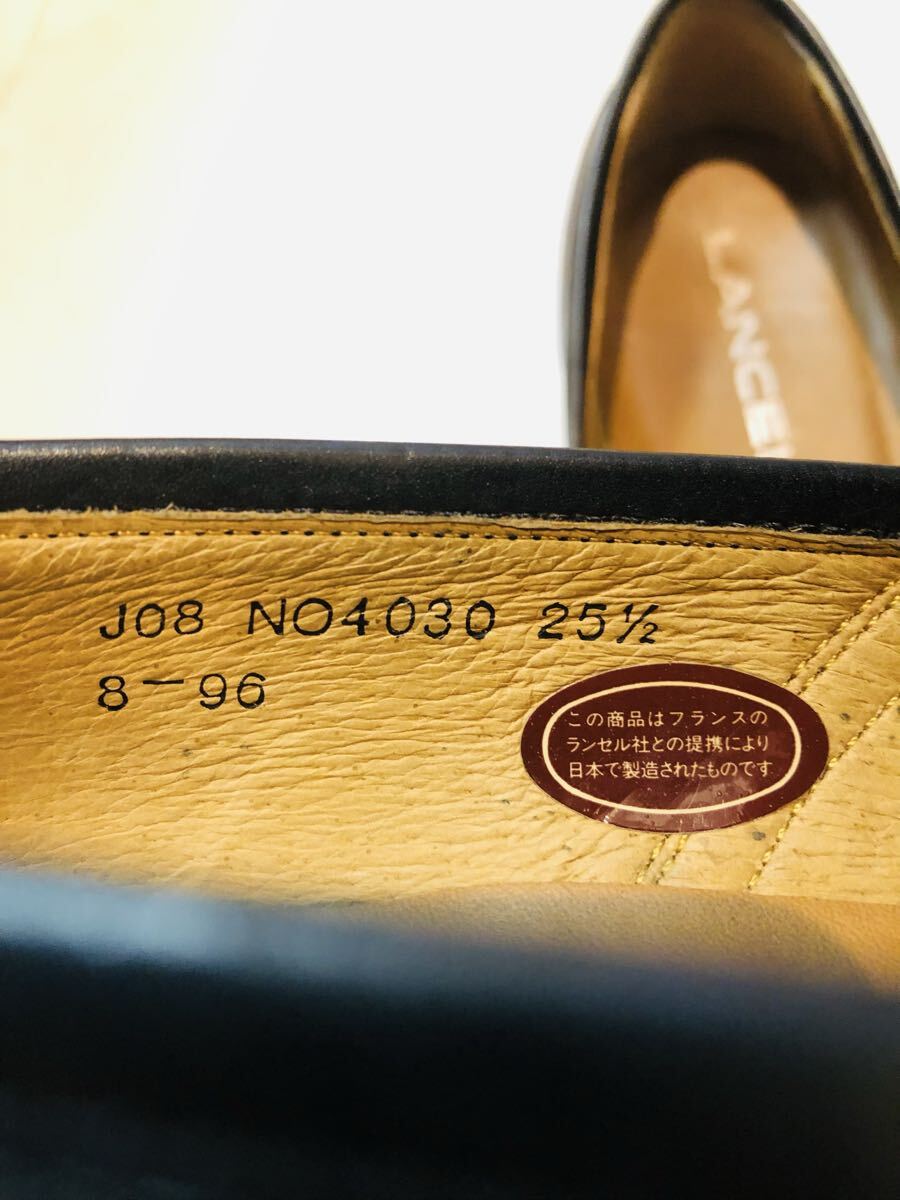 LANCE
J08 NO4030 25½
8-96
この商品はフランスの
ランセル社との提携により
日本で製造されたものです